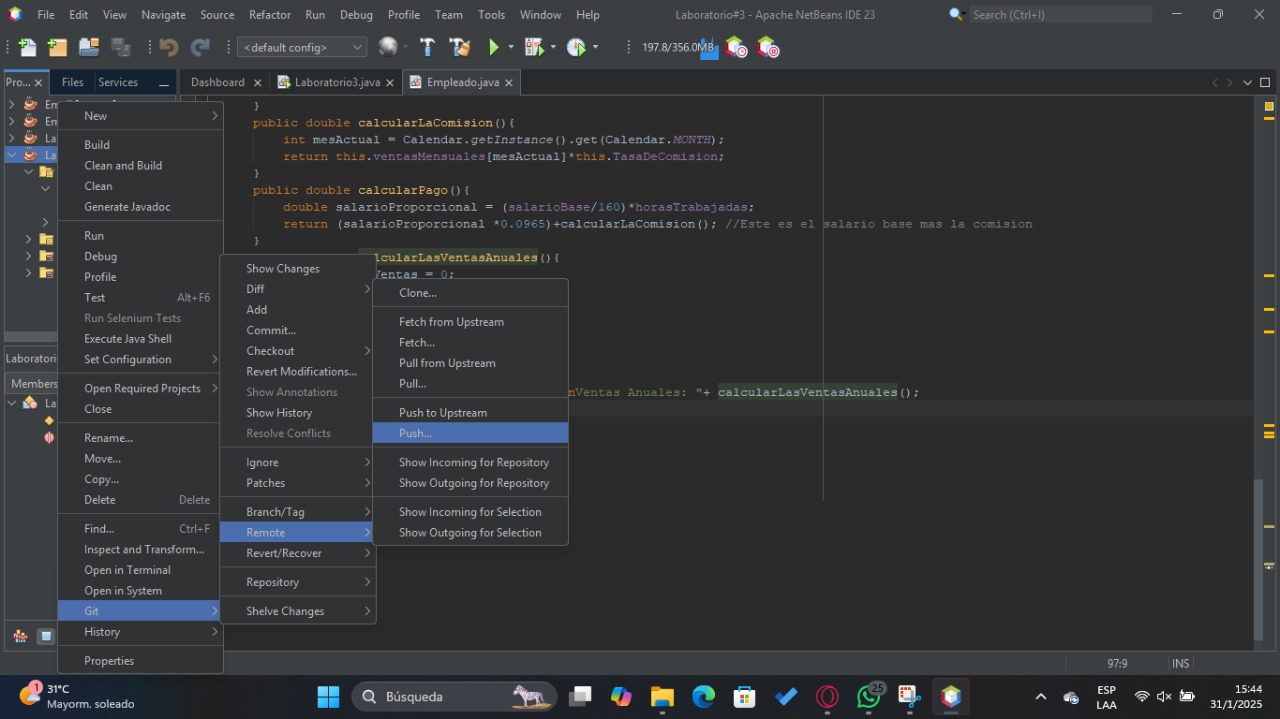 File Edit View Navigate Source Refactor Run Debug Profile Team Tools Window Help
Laboratorio#3 - Apache NetBeans IDE 23
Search (Ctrl+I)
<default config>
197.8/356.0MB
Pro...
Files
Services
Dashboard
Laboratorio3.java
Empleado.java
La
Laboratori
Members
La
New
Build
Clean and Build
Clean
Generate Javadoc
Run
Debug
Profile
Test Alt+F6
Run Selenium Tests
Execute Java Shell
Set Configuration
Open Required Projects
Close
Rename...
Move...
Copy...
Delete Delete
Find... Ctrl+F
Inspect and Transform...
Open in Terminal
Open in System
Git
History
Properties
Show Changes
Diff
Add
Commit...
Checkout
Revert Modifications...
Show Annotations
Show History
Resolve Conflicts
Ignore
Patches
Branch/Tag
Remote
Revert/Recover
Repository
Shelve Changes
Clone...
Fetch from Upstream
Fetch...
Pull from Upstream
Pull...
Push to Upstream
Push...
Show Incoming for Repository
Show Outgoing for Repository
Show Incoming for Selection
Show Outgoing for Selection
}
public double calcularLaComision(){
int mesActual = Calendar.getInstance().get(Calendar.MONTH);
return this.ventasMensuales[mesActual]*this.TasaDeComision;
}
public double calcularPago(){
double salarioProporcional = (salarioBase/160)*horasTrabajadas;
return (salarioProporcional *0.0965)+calcularLaComision(); //Este es el salario base mas la comision
}
lcularLasVentasAnuales(){
Ventas = 0;
nVentas Anuales: "+ calcularLasVentasAnuales();
97:9
INS
1
31°C
Mayorm. soleado
Búsqueda
25
ESP
LAA
15:44
31/1/2025